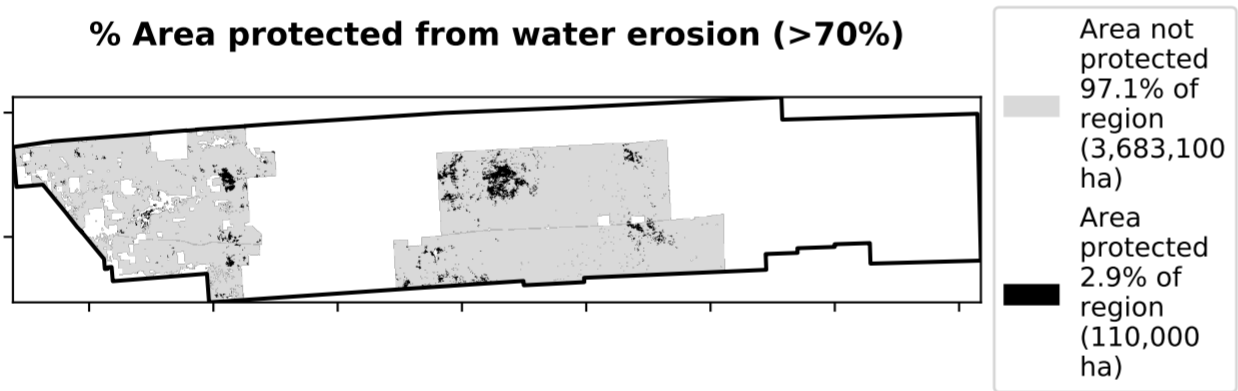 % Area protected from water erosion (>70%)
Area not
protected
97.1% of
region
(3,683,100
ha)
Area
protected
2.9% of
region
(110,000
ha)